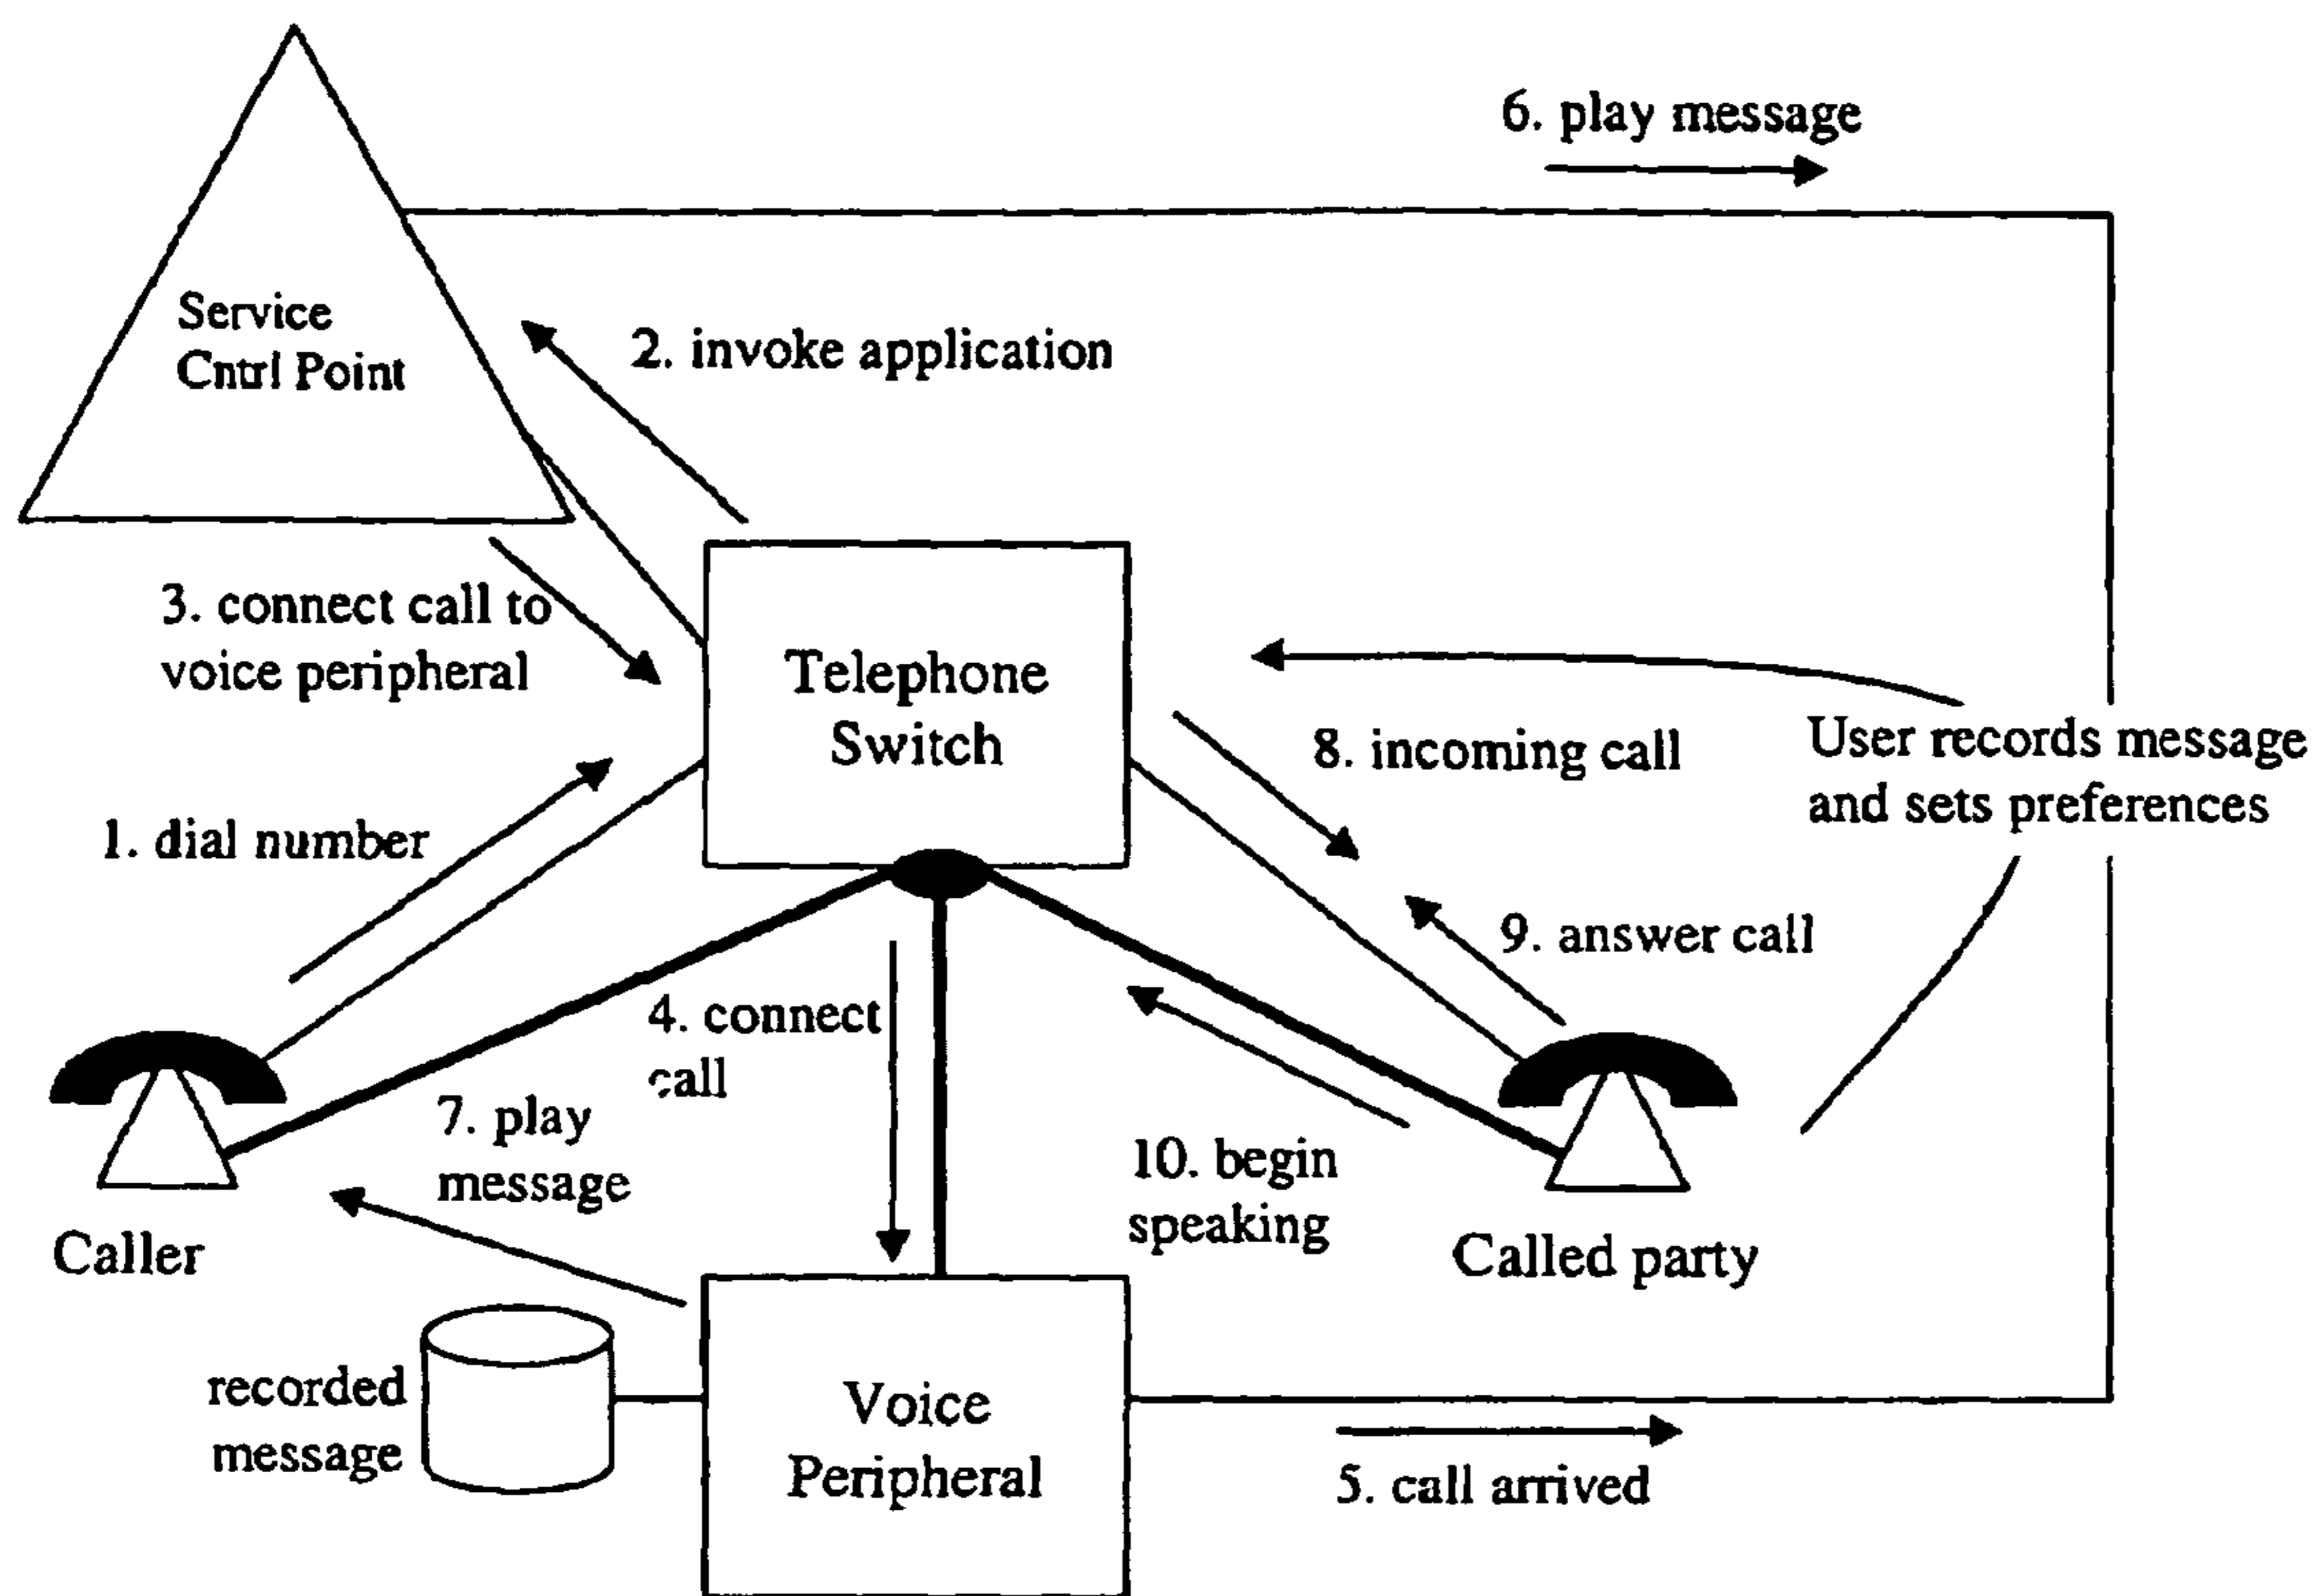 6. play message
Service
Cntrl Point
2. invoke application
3. connect call to
voice peripheral
Telephone
Switch
8. incoming call
User records message
and sets preferences
1. dial number
9. answer call
4. connect
call
7. play
message
10. begin
speaking
Caller
Called party
recorded
message
Voice
Peripheral
5. call arrived